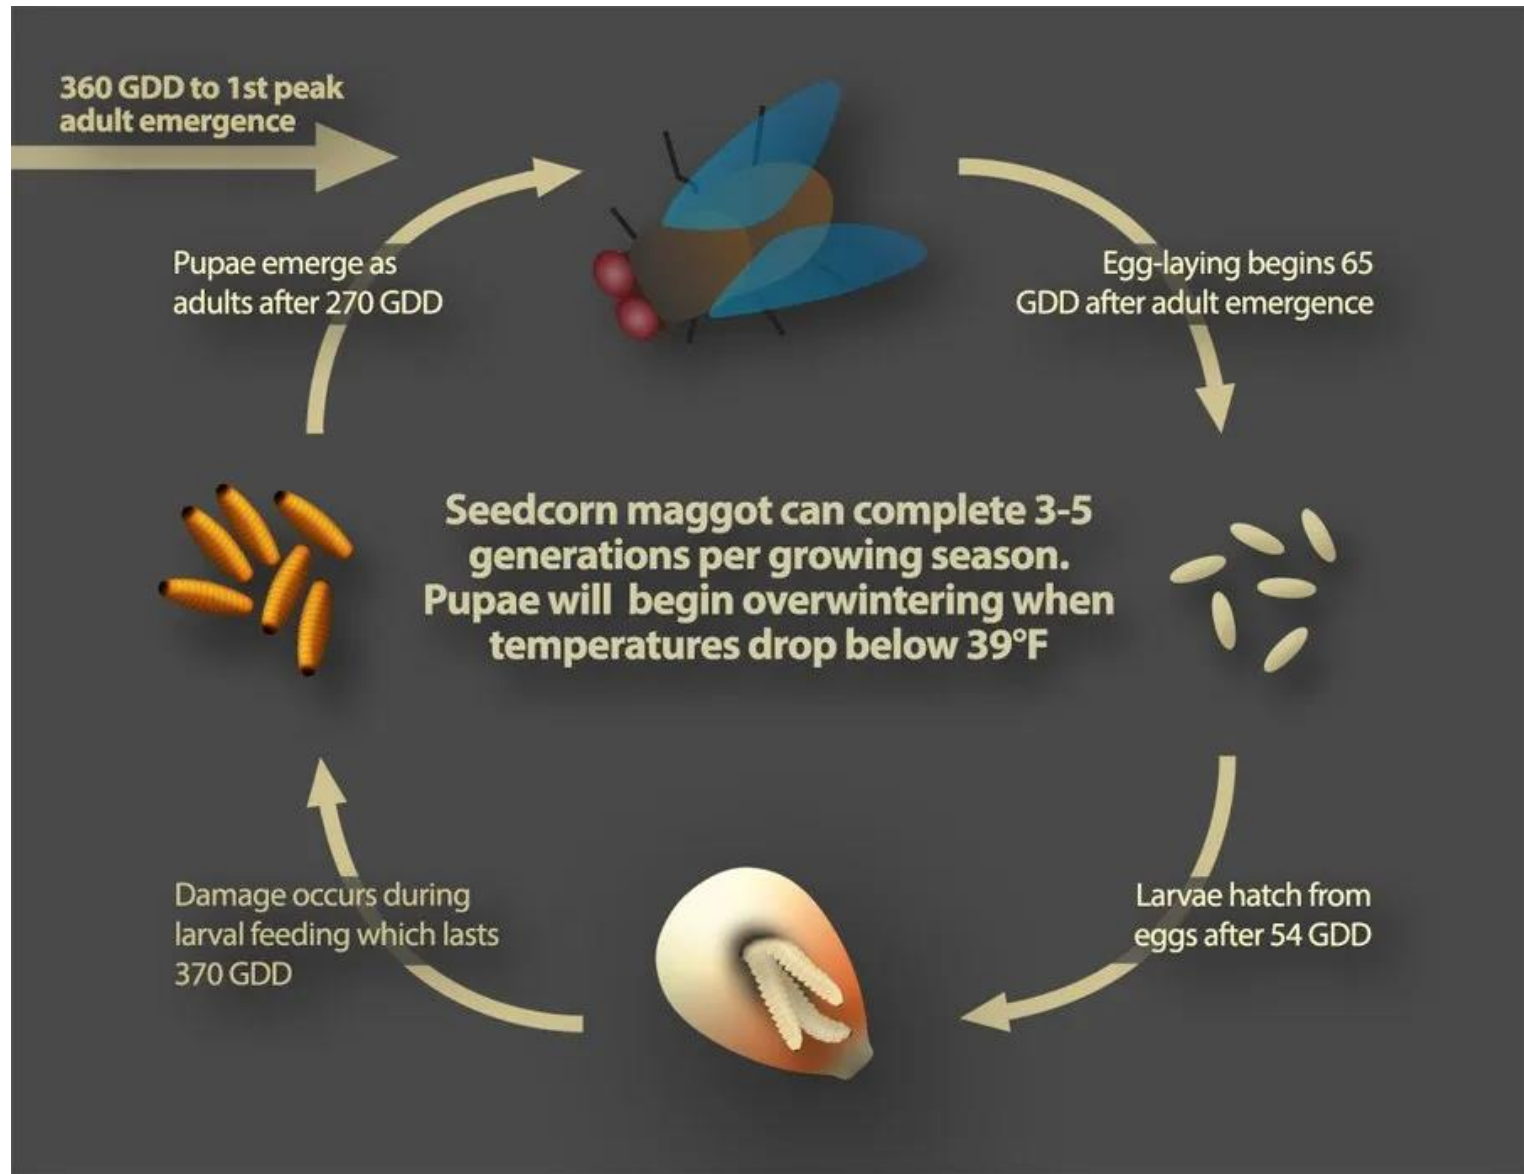 360 GDD to 1st peak
adult emergence
Pupae emerge as
adults after 270 GDD
Egg-laying begins 65
GDD after adult emergence
Seedcorn maggot can complete 3-5
generations per growing season.
Pupae will begin overwintering when
temperatures drop below 39°F
Damage occurs during
larval feeding which lasts
370 GDD
Larvae hatch from
eggs after 54 GDD